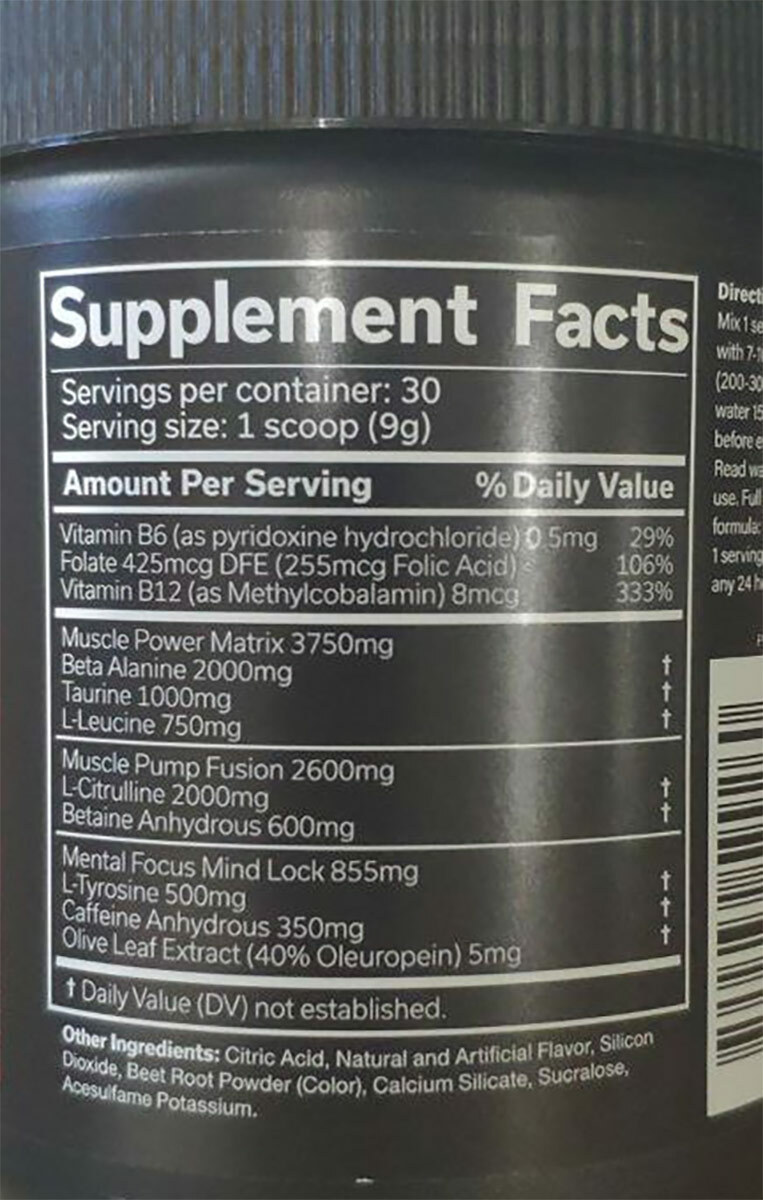 Supplement Facts
Servings per container: 30
Serving size: 1 scoop (9g)
Amount Per Serving % Daily Value
Vitamin B6 (as pyridoxine hydrochloride) 0.5mg 29%
Folate 425mcg DFE (255mcg Folic Acid) 106%
Vitamin B12 (as Methylcobalamin) 8mcg 333%
Muscle Power Matrix 3750mg
Beta Alanine 2000mg †
Taurine 1000mg †
L-Leucine 750mg †
Muscle Pump Fusion 2600mg
L-Citrulline 2000mg †
Betaine Anhydrous 600mg †
Mental Focus Mind Lock 855mg
L-Tyrosine 500mg †
Caffeine Anhydrous 350mg †
Olive Leaf Extract (40% Oleuropein) 5mg †
† Daily Value (DV) not established.
Other Ingredients: Citric Acid, Natural and Artificial Flavor, Silicon
Dioxide, Beet Root Powder (Color), Calcium Silicate, Sucralose,
Acesulfame Potassium.
Directi
Mix 1 se
with 7-1
(200-30
water 15
before e
Read wa
use. Full
formula:
1 serving
any 24 h